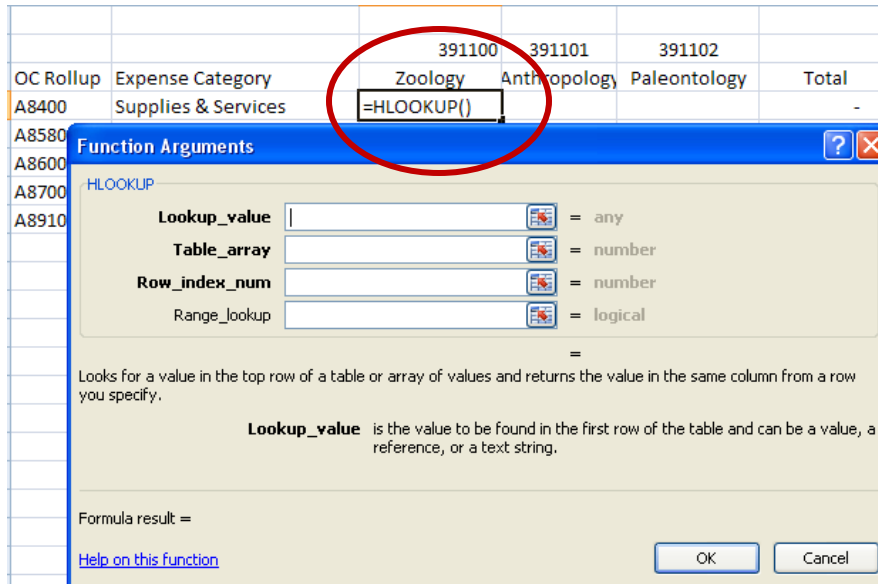 391100 391101 391102
OC Rollup Expense Category Zoology Anthropology Paleontology Total
A8400 Supplies & Services =HLOOKUP() -
A8580
A8600
A8700
A8910
Function Arguments ?
HLOOKUP
Lookup_value = any
Table_array = number
Row_index_num = number
Range_lookup = logical
=
Looks for a value in the top row of a table or array of values and returns the value in the same column from a row
you specify.
Lookup_value is the value to be found in the first row of the table and can be a value, a
reference, or a text string.
Formula result =
Help on this function OK Cancel